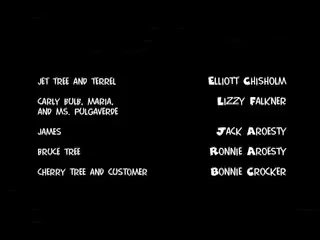 JET TREE AND TERREL ELLIOTT CHISHOLM
CARLY BULB, MARIA, LIZZY FALKNER
AND MS. PULGAVERDE
JAMES JACK AROESTY
BRUCE TREE RONNIE AROESTY
CHERRY TREE AND CUSTOMER BONNIE CROCKER